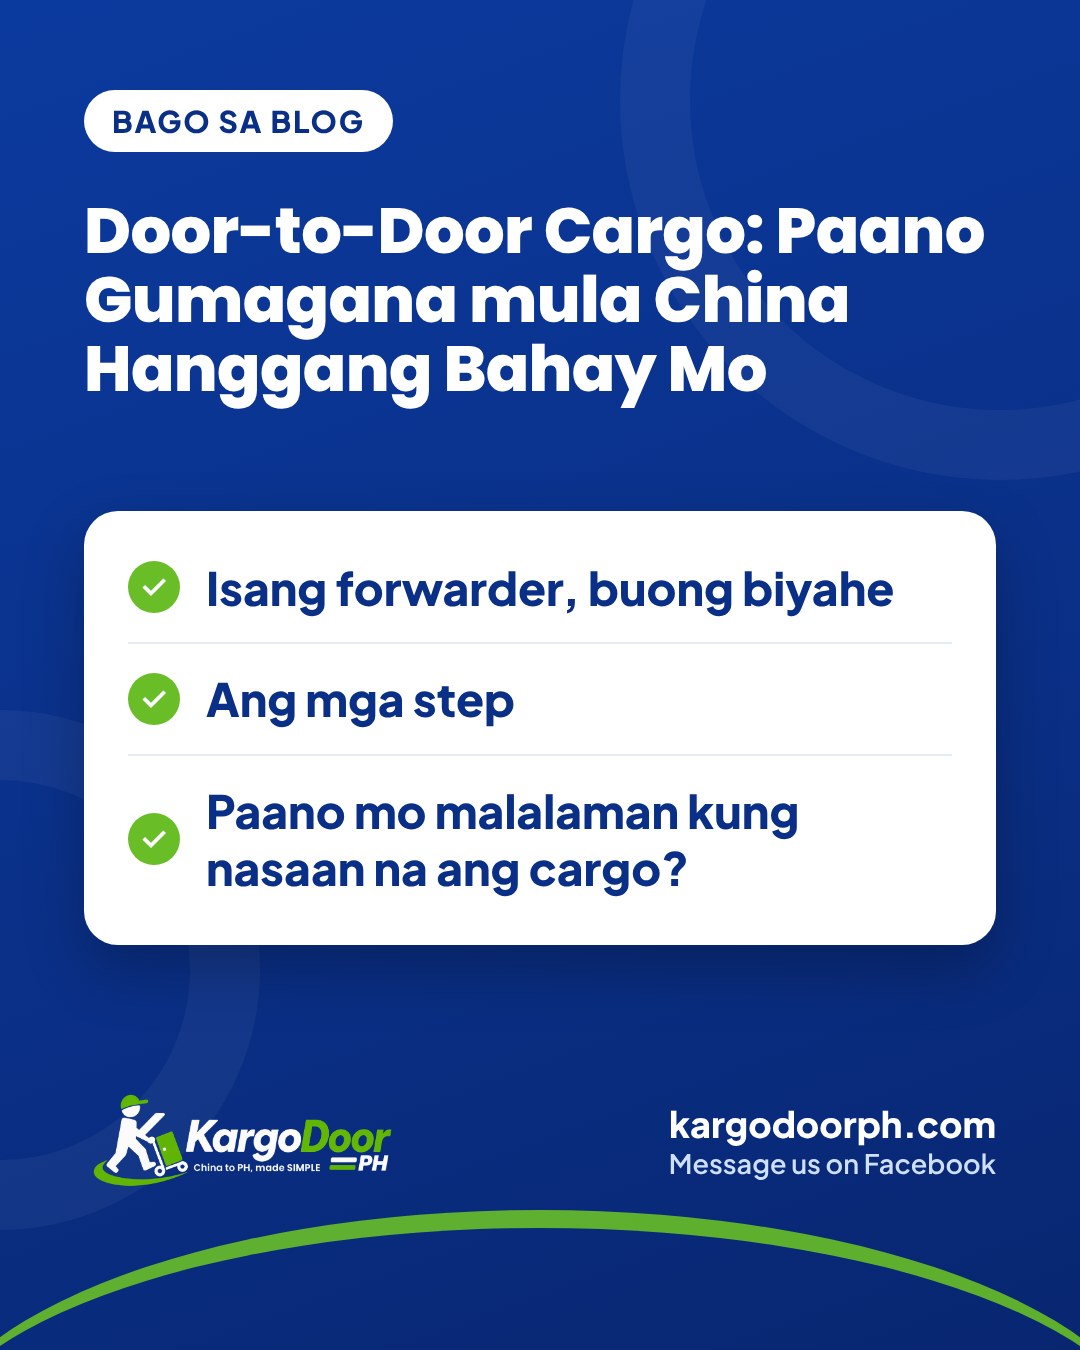 BAGO SA BLOG
Door-to-Door Cargo: Paano
Gumagana mula China
Hanggang Bahay Mo
Isang forwarder, buong biyahe
Ang mga step
Paano mo malalaman kung
nasaan na ang cargo?
KargoDoor
China to PH, made SIMPLE
PH
kargodoorph.com
Message us on Facebook